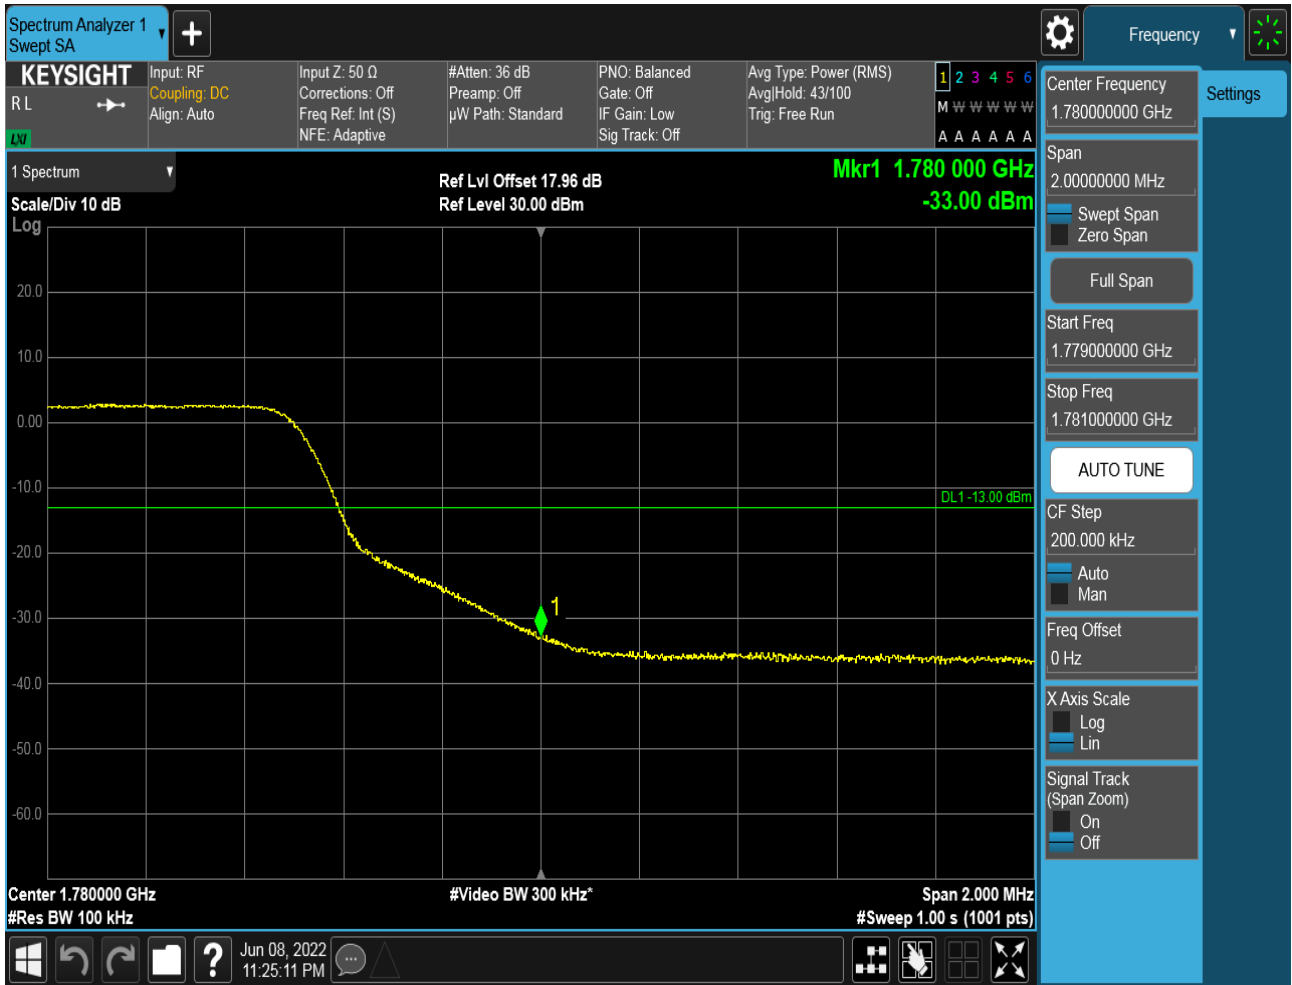 Spectrum Analyzer 1
Swept SA
Frequency
KEYSIGHT
R L
LXI
Input: RF
Coupling: DC
Align: Auto
Input Z: 50 Ω
Corrections: Off
Freq Ref: Int (S)
NFE: Adaptive
#Atten: 36 dB
Preamp: Off
µW Path: Standard
PNO: Balanced
Gate: Off
IF Gain: Low
Sig Track: Off
Avg Type: Power (RMS)
Avg|Hold: 43/100
Trig: Free Run
1 2 3 4 5 6
M W W W W W
A A A A A A
1 Spectrum
Scale/Div 10 dB
Log
Ref Lvl Offset 17.96 dB
Ref Level 30.00 dBm
Mkr1 1.780 000 GHz
-33.00 dBm
20.0
10.0
0.00
-10.0
-20.0
-30.0
-40.0
-50.0
-60.0
DL1 -13.00 dBm
1
Center 1.780000 GHz
#Res BW 100 kHz
#Video BW 300 kHz*
Span 2.000 MHz
#Sweep 1.00 s (1001 pts)
?
Jun 08, 2022
11:25:11 PM
Center Frequency
1.780000000 GHz
Settings
Span
2.00000000 MHz
Swept Span
Zero Span
Full Span
Start Freq
1.779000000 GHz
Stop Freq
1.781000000 GHz
AUTO TUNE
CF Step
200.000 kHz
Auto
Man
Freq Offset
0 Hz
X Axis Scale
Log
Lin
Signal Track
(Span Zoom)
On
Off